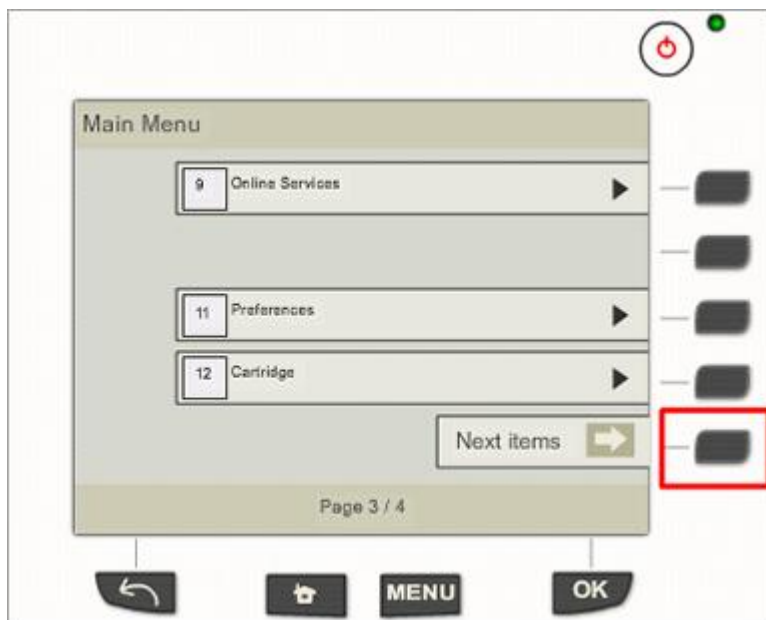 Main Menu
9 Online Services
11 Preferences
12 Cartridge
Next items
Page 3 / 4
MENU
OK